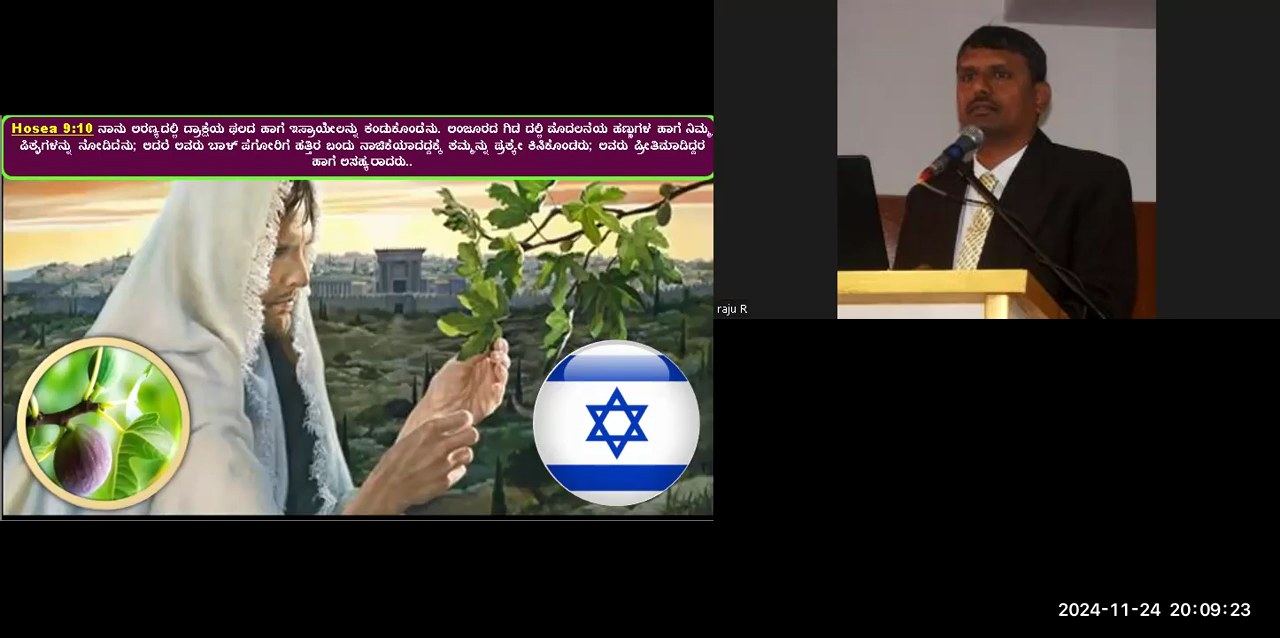 Hosea 9:10 ನಾನು ಅರಣ್ಯದಲ್ಲಿ ದ್ರಾಕ್ಷೆಯ ಫಲದ ಹಾಗೆ ಇಸ್ರಾಯೇಲನ್ನು ಕಂಡುಕೊಂಡೆನು. ಅಂಜೂರದ ಗಿಡ ದಲ್ಲಿ ಮೊದಲನೆಯ ಹಣ್ಣುಗಳ ಹಾಗೆ ನಿಮ್ಮ
ಪಿತೃಗಳನ್ನು ನೋಡಿದೆನು; ಆದರೆ ಅವರು ಬಾಳ್ ಪೆಗೋರಿಗೆ ಹತ್ತಿರ ಬಂದು ನಾಚಿಕೆಯಾದದ್ದಕ್ಕೆ ತಮ್ಮನ್ನು ಪ್ರತ್ಯೇ ಕಿಸಿಕೊಂಡರು; ಅವರು ಪ್ರೀತಿಮಾಡಿದ್ದರ
ಹಾಗೆ ಅಸಹ್ಯರಾದರು..
raju R
2024-11-24 20:09:23